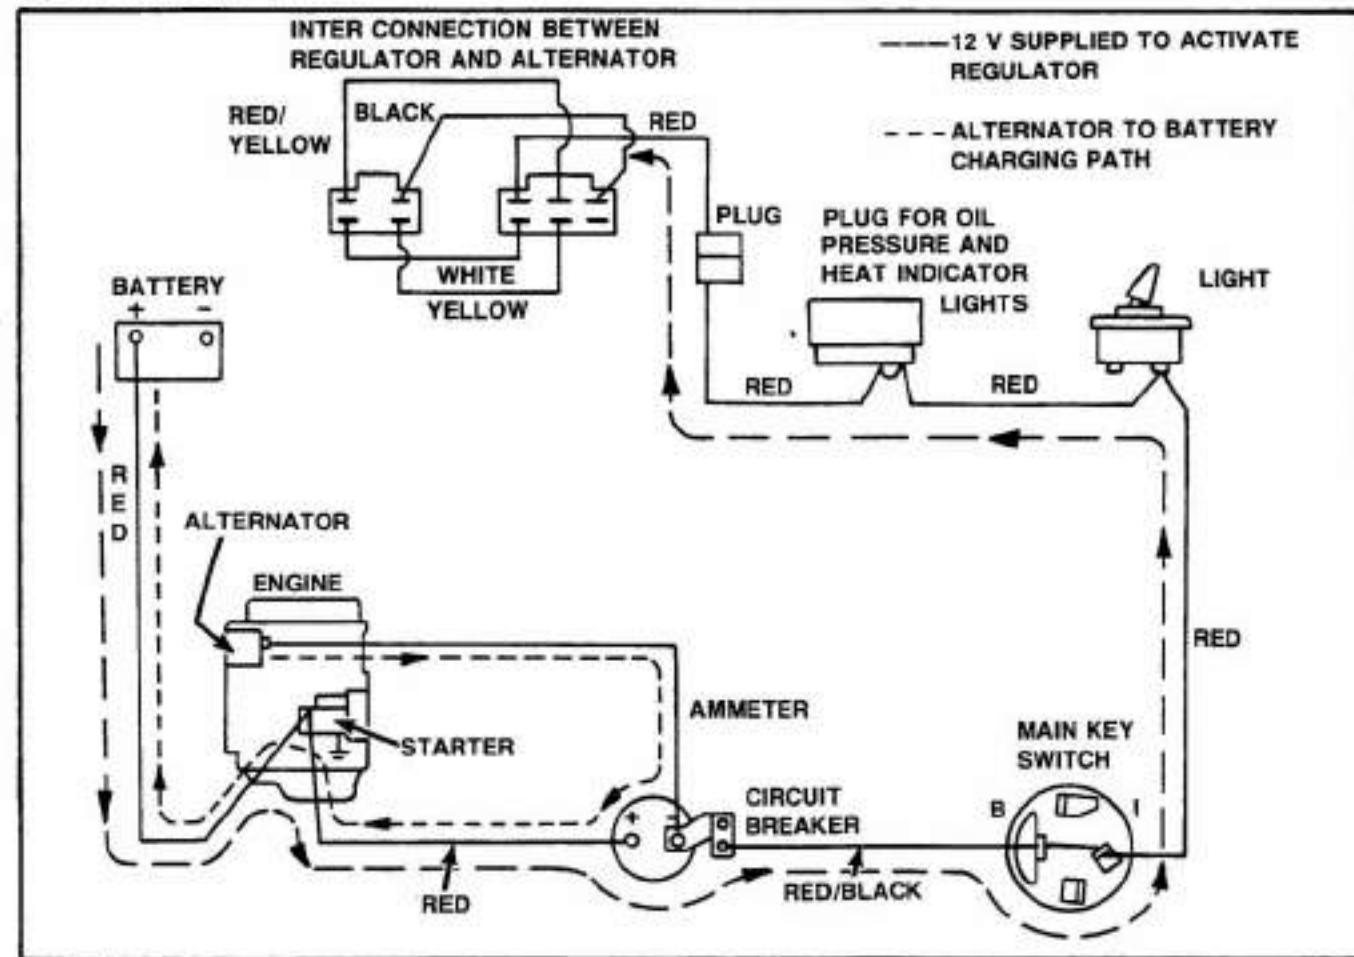 INTER CONNECTION BETWEEN
REGULATOR AND ALTERNATOR
12 V SUPPLIED TO ACTIVATE
REGULATOR
RED/
YELLOW
BLACK
RED
ALTERNATOR TO BATTERY
CHARGING PATH
PLUG
PLUG FOR OIL
PRESSURE AND
HEAT INDICATOR
LIGHTS
LIGHT
WHITE
YELLOW
BATTERY
+ -
RED
RED
RED
ALTERNATOR
ENGINE
RED
AMMETER
STARTER
MAIN KEY
SWITCH
CIRCUIT
BREAKER
+ -
B I
RED/BLACK
RED